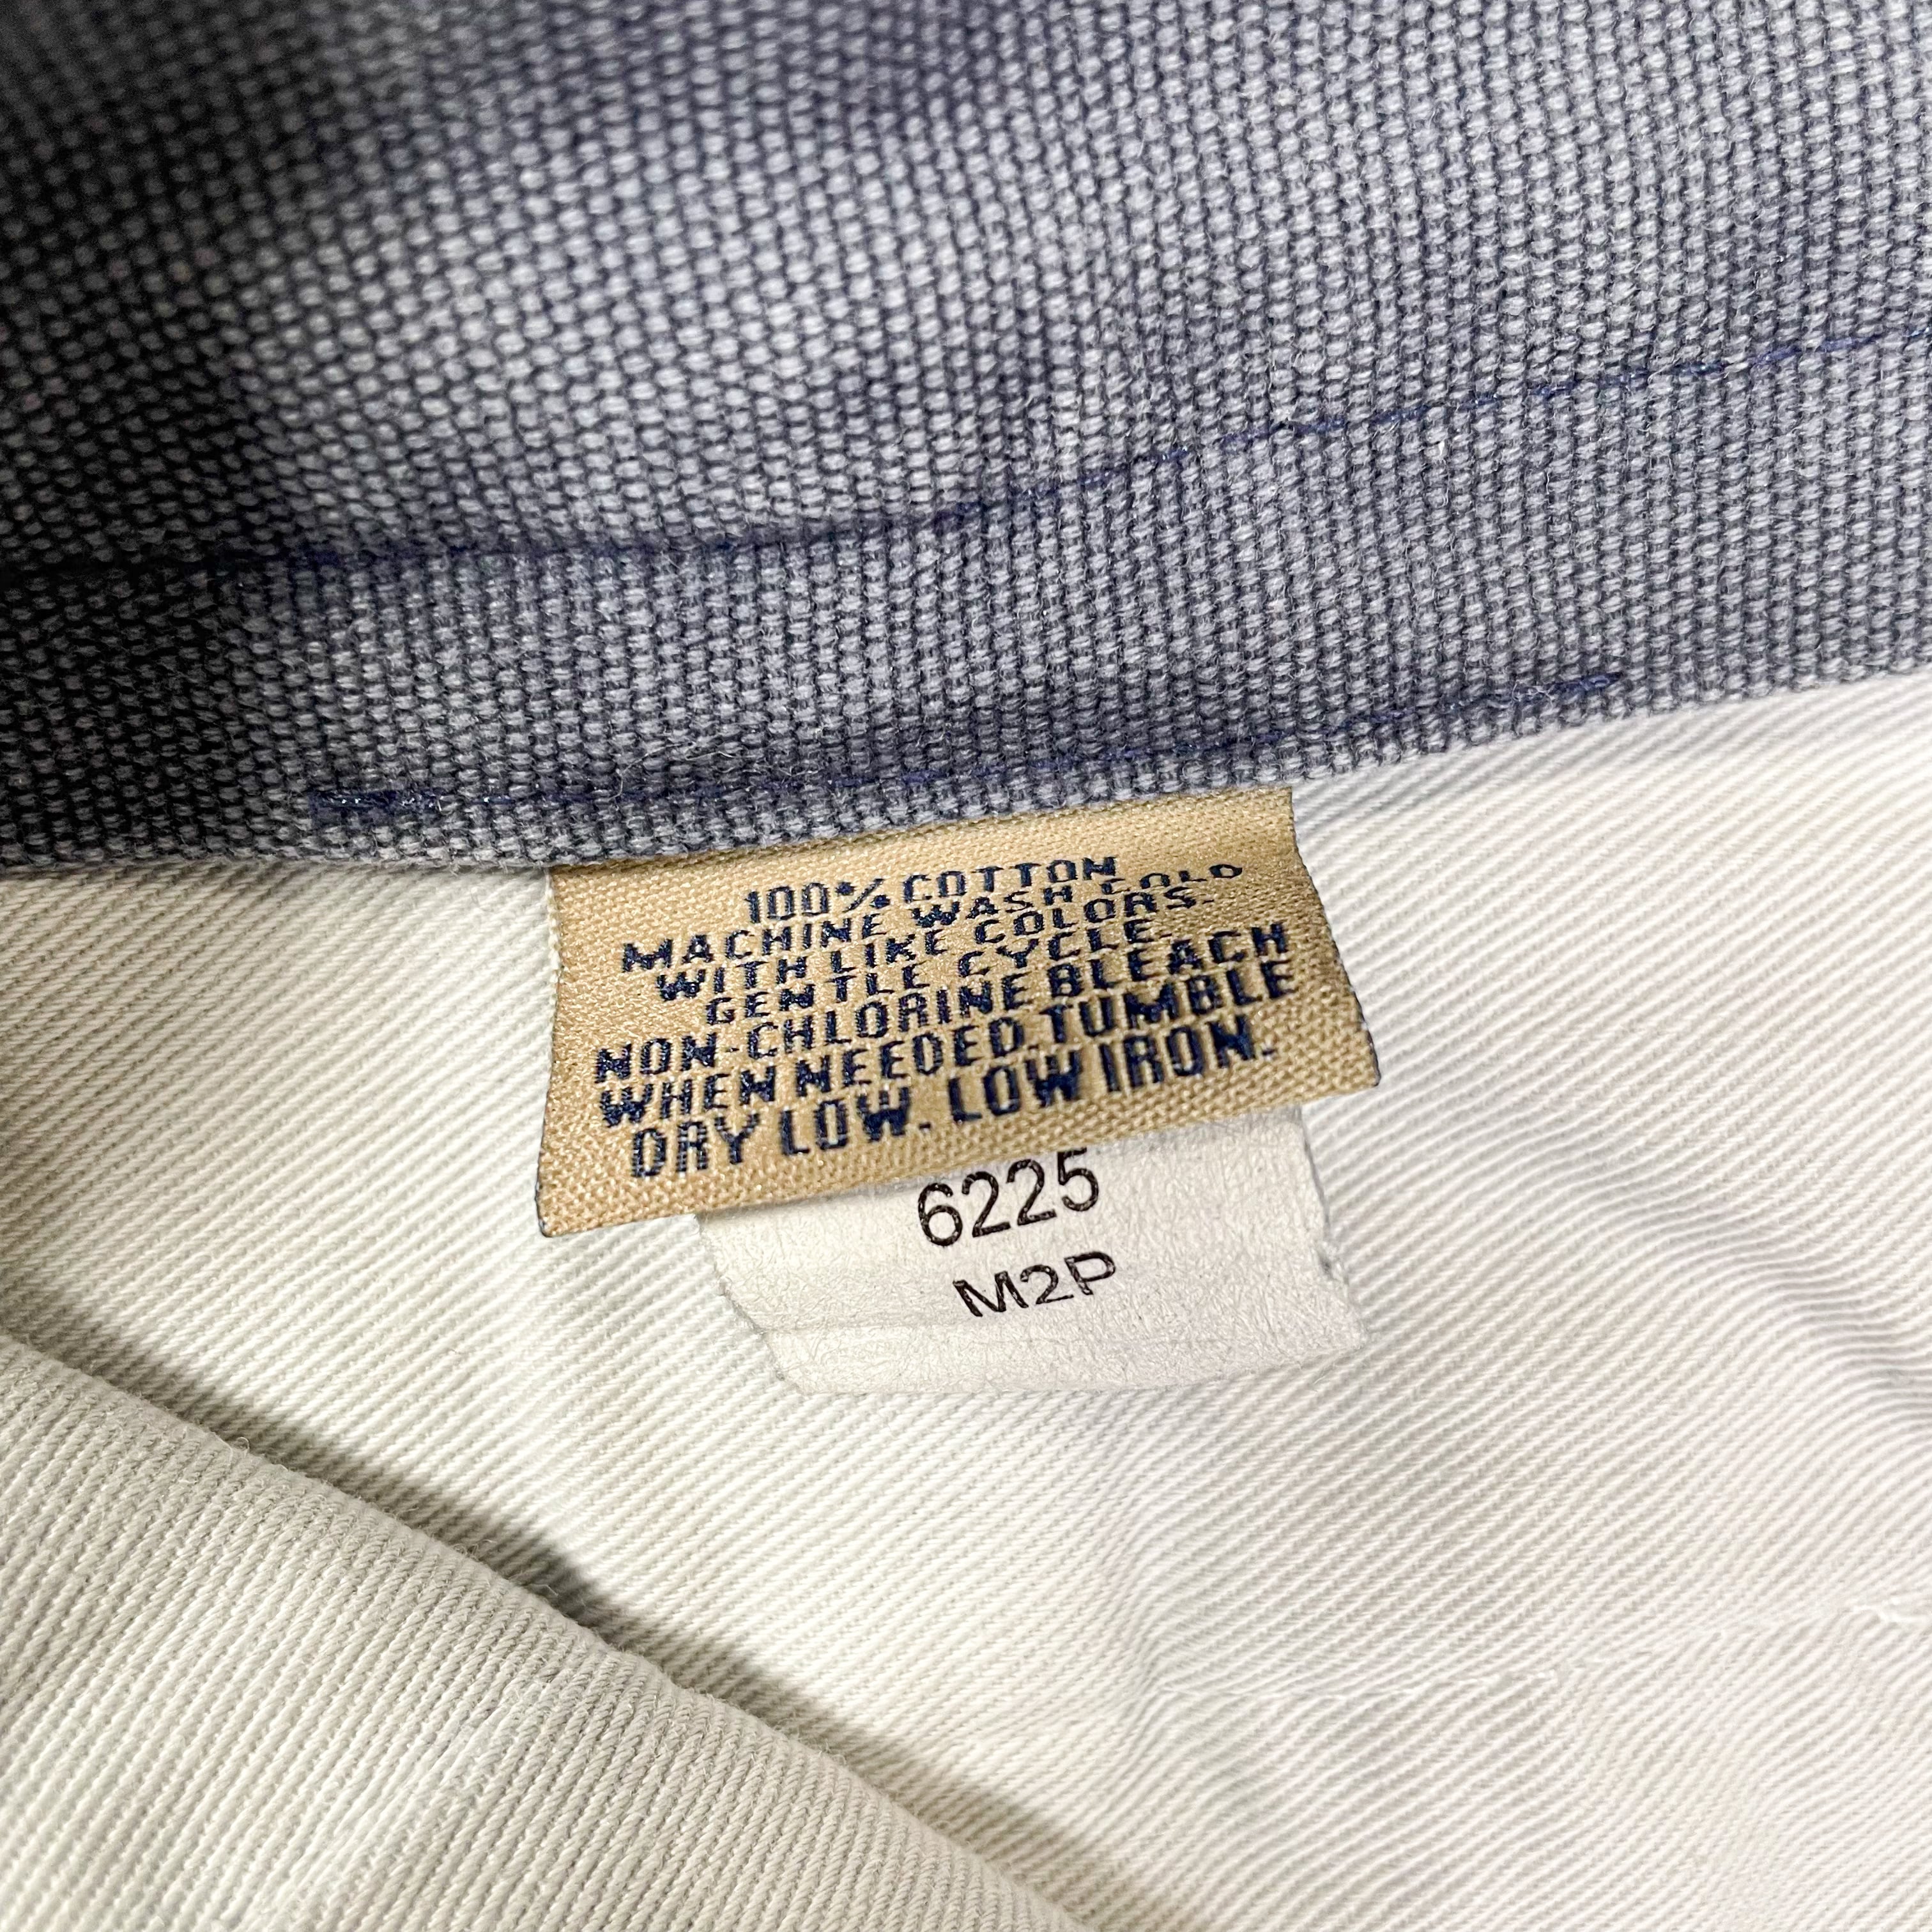 100% COTTON
MACHINE WASH COLD
WITH LIKE COLORS.
GENTLE CYCLE.
NON-CHLORINE BLEACH
WHEN NEEDED. TUMBLE
DRY LOW. LOW IRON.
6225
M2P